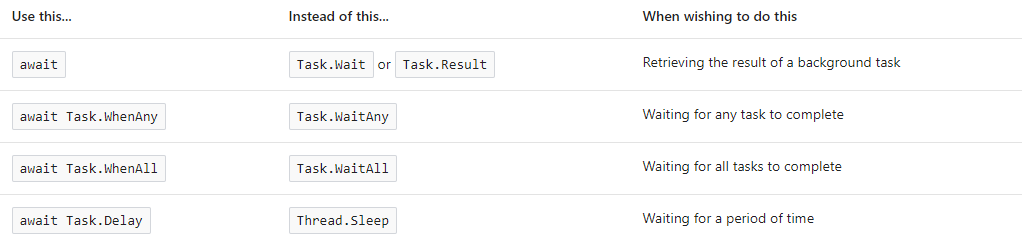 Use this... Instead of this... When wishing to do this
await Task.Wait or Task.Result Retrieving the result of a background task
await Task.WhenAny Task.WaitAny Waiting for any task to complete
await Task.WhenAll Task.WaitAll Waiting for all tasks to complete
await Task.Delay Thread.Sleep Waiting for a period of time